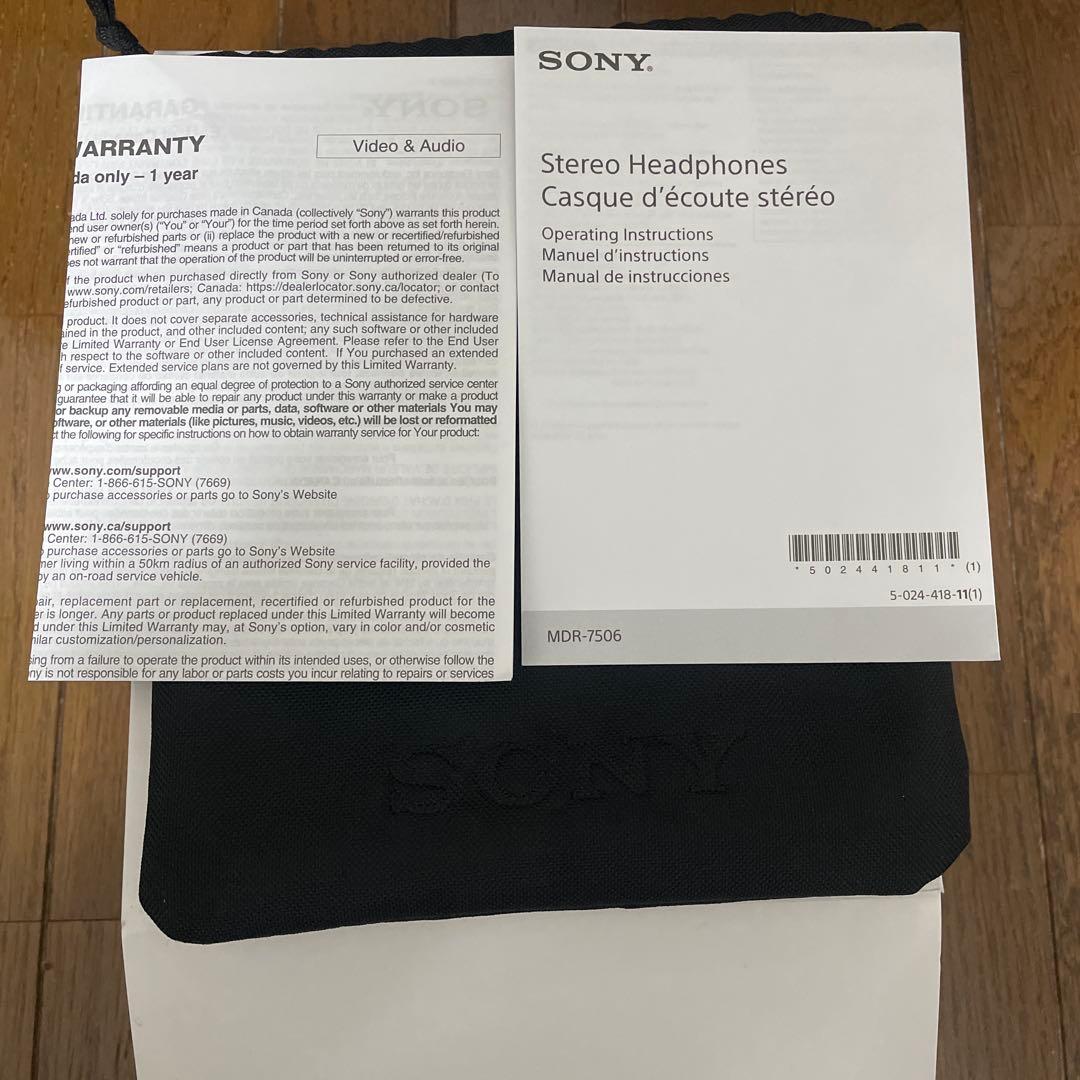 WARRANTY
Video & Audio
da only – 1 year
ada Ltd. solely for purchases made in Canada (collectively “Sony”) warrants this product
end user owner(s) (“You” or “Your”) for the time period set forth above as set forth herein.
new or refurbished parts or (ii) replace the product with a new or recertified/refurbished
rtified” or “refurbished” means a product or part that has been returned to its original
es not warrant that the operation of the product will be uninterrupted or error-free.
f the product when purchased directly from Sony or Sony authorized dealer (To
www.sony.com/retailers; Canada: https://dealerlocator.sony.ca/locator; or contact
efurbished product or part, any product or part determined to be defective.
product. It does not cover separate accessories, technical assistance for hardware
ained in the product, and other included content; any such software or other included
e Limited Warranty or End User License Agreement. Please refer to the End User
h respect to the software or other included content. If You purchased an extended
f service. Extended service plans are not governed by this Limited Warranty.
g or packaging affording an equal degree of protection to a Sony authorized service center
guarantee that it will be able to repair any product under this warranty or make a product
or backup any removable media or parts, data, software or other materials You may
oftware, or other materials (like pictures, music, videos, etc.) will be lost or reformatted
t the following for specific instructions on how to obtain warranty service for Your product:
www.sony.com/support
Center: 1-866-615-SONY (7669)
purchase accessories or parts go to Sony’s Website
www.sony.ca/support
Center: 1-866-615-SONY (7669)
purchase accessories or parts go to Sony’s Website
ner living within a 50km radius of an authorized Sony service facility, provided the
by an on-road service vehicle.
air, replacement part or replacement, recertified or refurbished product for the
er is longer. Any parts or product replaced under this Limited Warranty will become
d under this Limited Warranty may, at Sony’s option, vary in color and/or cosmetic
ilar customization/personalization.
ing from a failure to operate the product within its intended uses, or otherwise follow the
ny is not responsible for any labor or parts costs you incur relating to repairs or services
SONY®
Stereo Headphones
Casque d’écoute stéréo
Operating Instructions
Manuel d’instructions
Manual de instrucciones
*5024418111* (1)
5-024-418-11(1)
MDR-7506
SONY